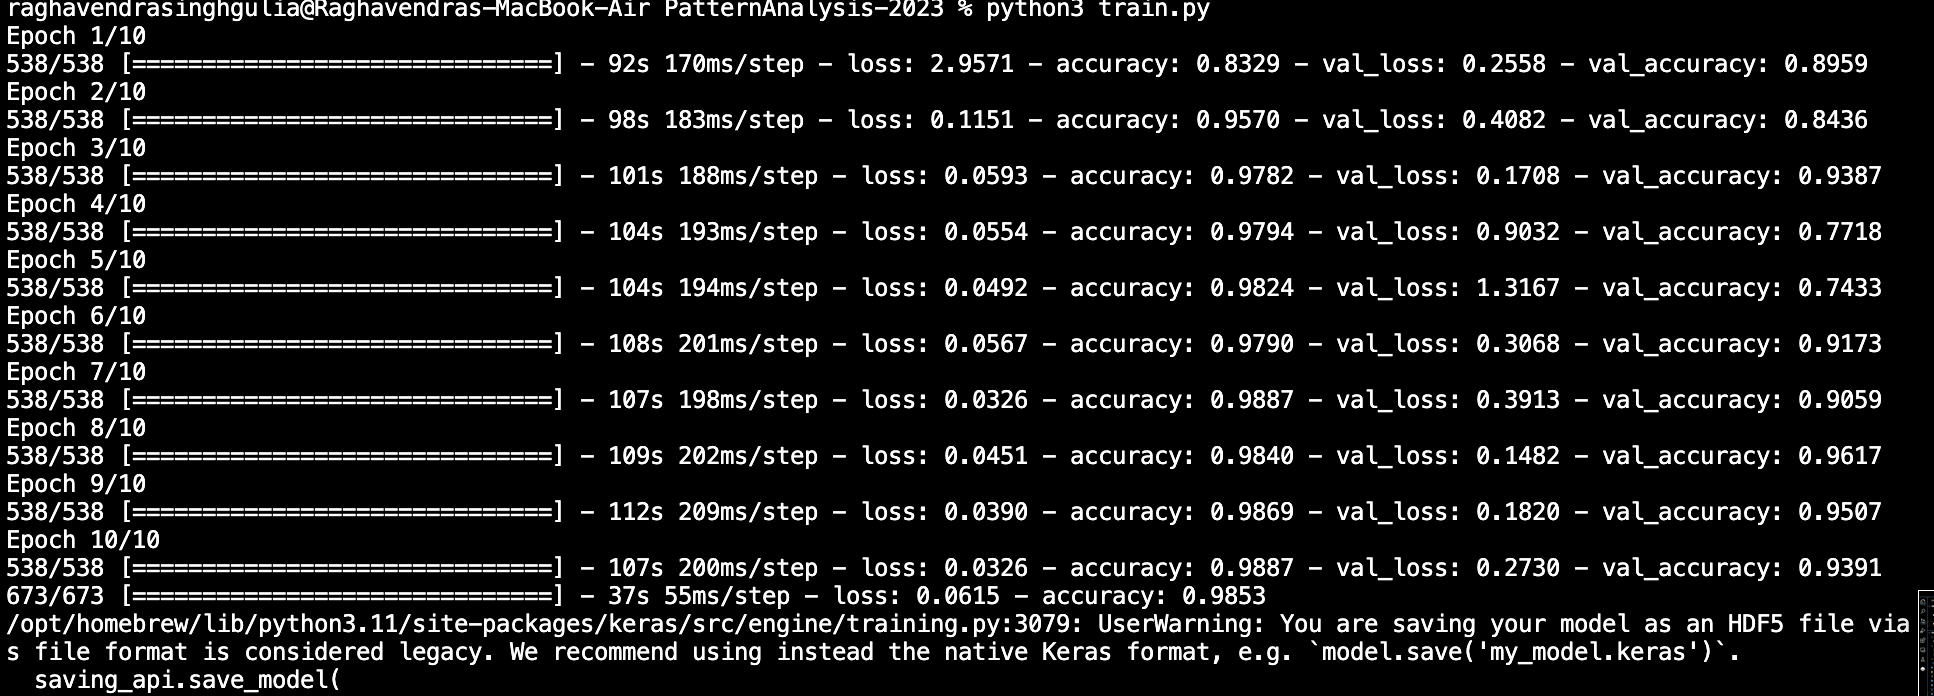 raghavendrasinghgulia@Raghavendras-MacBook-Air PatternAnalysis-2023 % python3 train.py
Epoch 1/10
538/538 [==============================] - 92s 170ms/step - loss: 2.9571 - accuracy: 0.8329 - val_loss: 0.2558 - val_accuracy: 0.8959
Epoch 2/10
538/538 [==============================] - 98s 183ms/step - loss: 0.1151 - accuracy: 0.9570 - val_loss: 0.4082 - val_accuracy: 0.8436
Epoch 3/10
538/538 [==============================] - 101s 188ms/step - loss: 0.0593 - accuracy: 0.9782 - val_loss: 0.1708 - val_accuracy: 0.9387
Epoch 4/10
538/538 [==============================] - 104s 193ms/step - loss: 0.0554 - accuracy: 0.9794 - val_loss: 0.9032 - val_accuracy: 0.7718
Epoch 5/10
538/538 [==============================] - 104s 194ms/step - loss: 0.0492 - accuracy: 0.9824 - val_loss: 1.3167 - val_accuracy: 0.7433
Epoch 6/10
538/538 [==============================] - 108s 201ms/step - loss: 0.0567 - accuracy: 0.9790 - val_loss: 0.3068 - val_accuracy: 0.9173
Epoch 7/10
538/538 [==============================] - 107s 198ms/step - loss: 0.0326 - accuracy: 0.9887 - val_loss: 0.3913 - val_accuracy: 0.9059
Epoch 8/10
538/538 [==============================] - 109s 202ms/step - loss: 0.0451 - accuracy: 0.9840 - val_loss: 0.1482 - val_accuracy: 0.9617
Epoch 9/10
538/538 [==============================] - 112s 209ms/step - loss: 0.0390 - accuracy: 0.9869 - val_loss: 0.1820 - val_accuracy: 0.9507
Epoch 10/10
538/538 [==============================] - 107s 200ms/step - loss: 0.0326 - accuracy: 0.9887 - val_loss: 0.2730 - val_accuracy: 0.9391
673/673 [==============================] - 37s 55ms/step - loss: 0.0615 - accuracy: 0.9853
/opt/homebrew/lib/python3.11/site-packages/keras/src/engine/training.py:3079: UserWarning: You are saving your model as an HDF5 file via
s file format is considered legacy. We recommend using instead the native Keras format, e.g. `model.save('my_model.keras')`.
  saving_api.save_model(